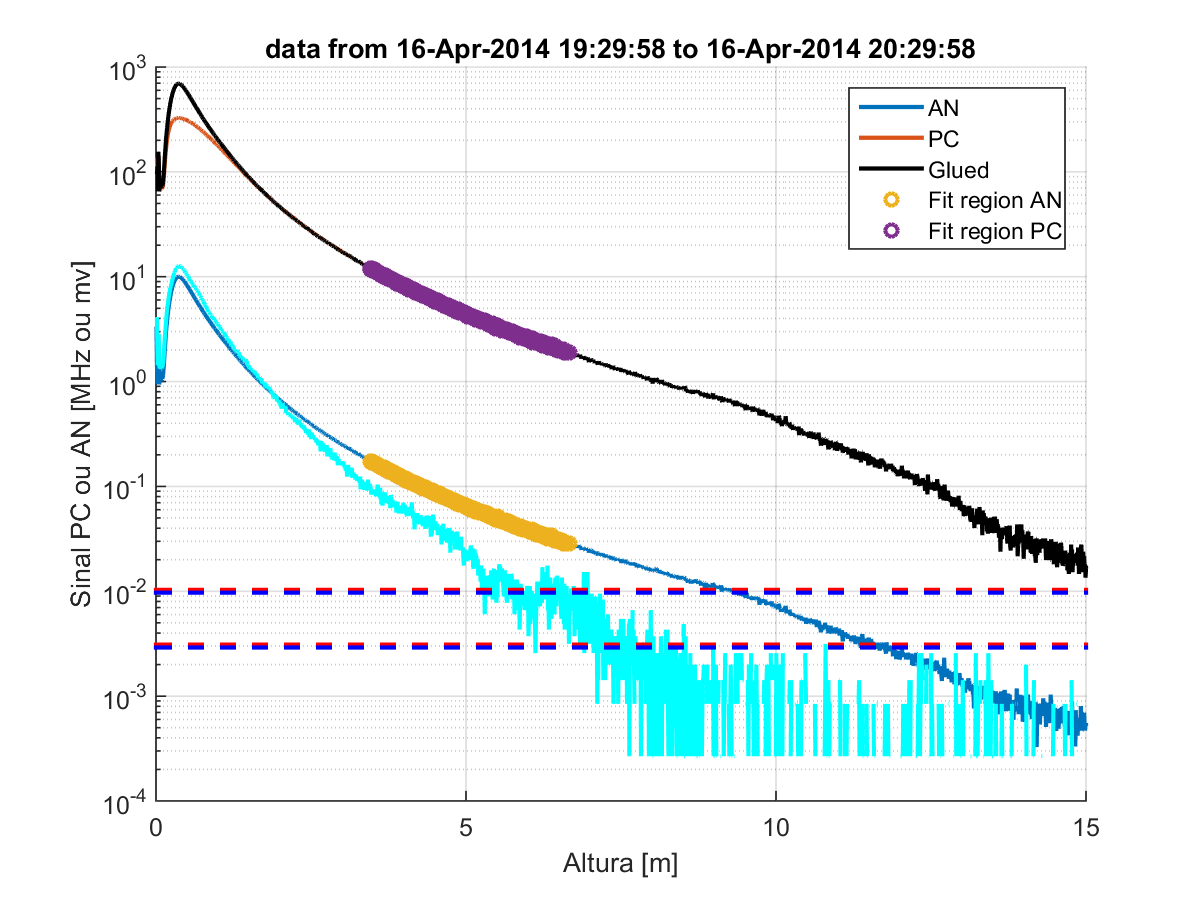 data from 16-Apr-2014 19:29:58 to 16-Apr-2014 20:29:58
10^3
10^2
10^1
10^0
10^-1
10^-2
10^-3
10^-4
Sinal PC ou AN [MHz ou mv]
AN
PC
Glued
Fit region AN
Fit region PC
0
5
10
15
Altura [m]